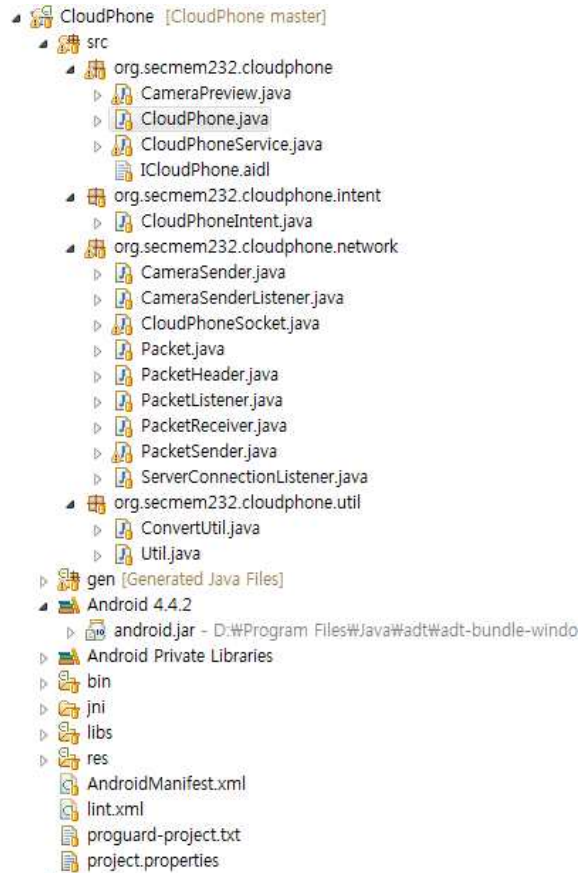 CloudPhone [CloudPhone master]
src
org.secmem232.cloudphone
CameraPreview.java
CloudPhone.java
CloudPhoneService.java
ICloudPhone.aidl
org.secmem232.cloudphone.intent
CloudPhoneIntent.java
org.secmem232.cloudphone.network
CameraSender.java
CameraSenderListener.java
CloudPhoneSocket.java
Packet.java
PacketHeader.java
PacketListener.java
PacketReceiver.java
PacketSender.java
ServerConnectionListener.java
org.secmem232.cloudphone.util
ConvertUtil.java
Util.java
gen [Generated Java Files]
Android 4.4.2
android.jar - D:₩Program Files₩Java₩adt₩adt-bundle-windo
Android Private Libraries
bin
jni
libs
res
AndroidManifest.xml
lint.xml
proguard-project.txt
project.properties